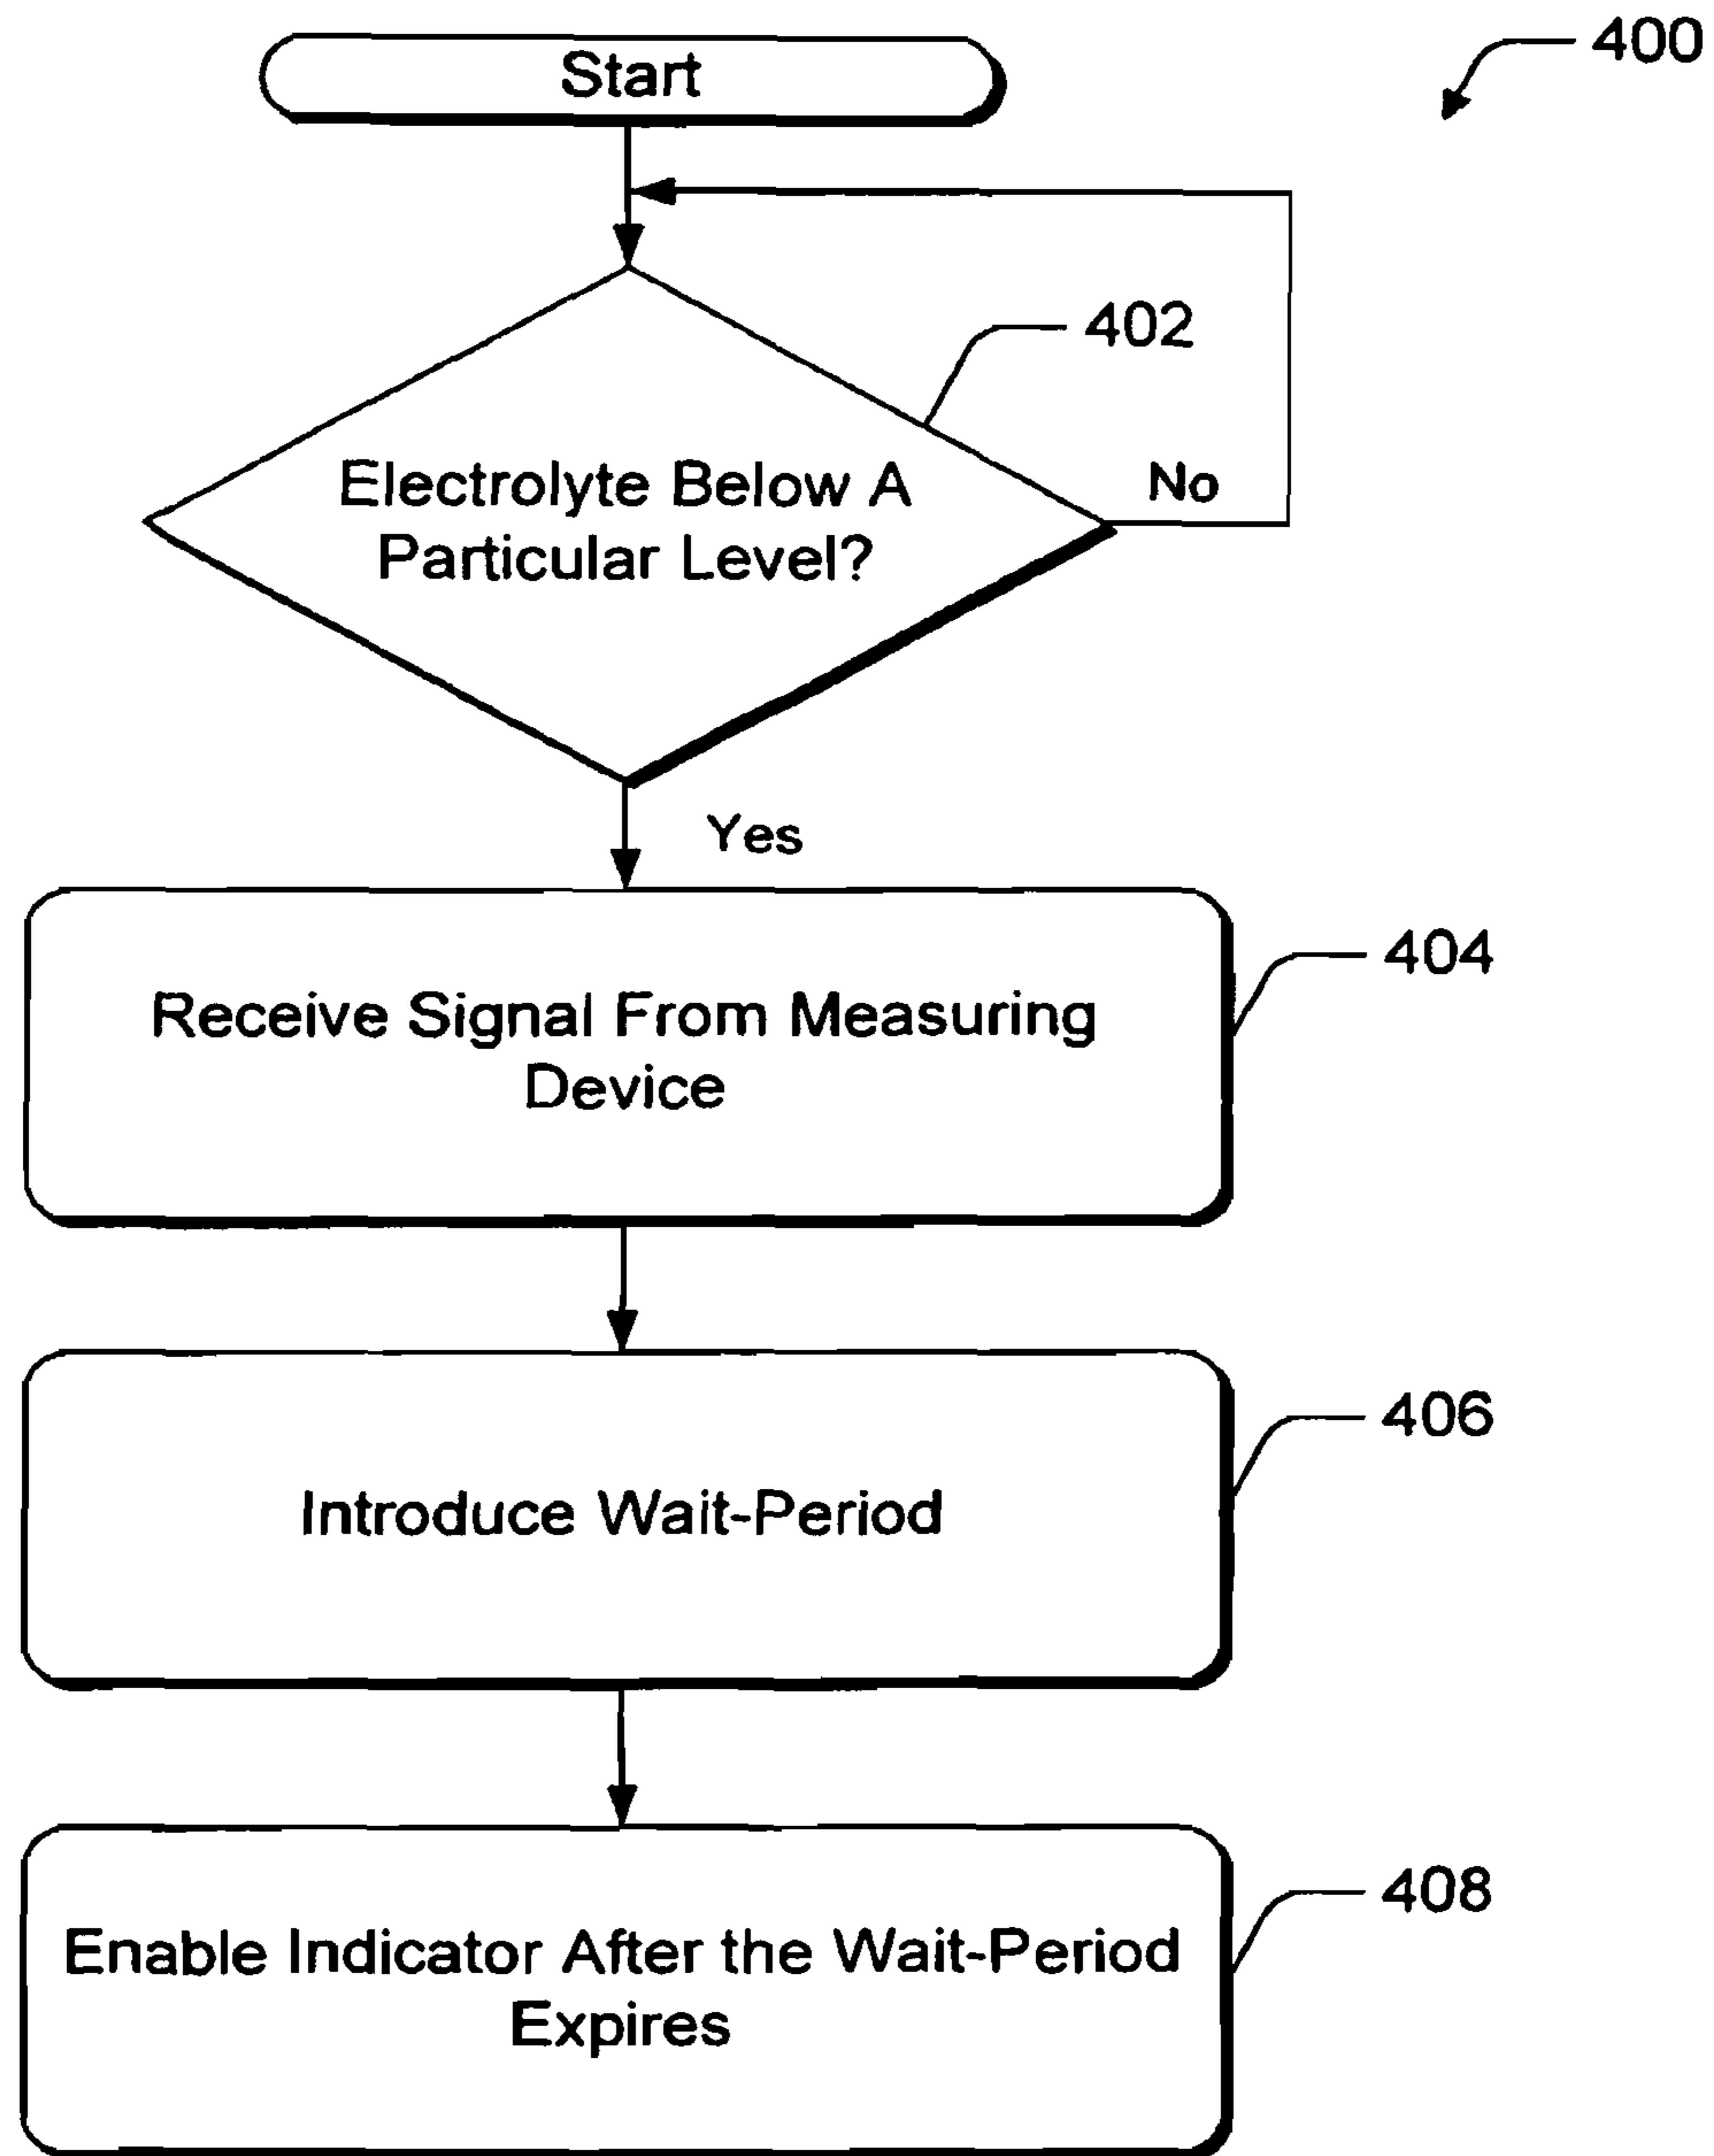 Start
400
402
Electrolyte Below A
Particular Level?
No
Yes
Receive Signal From Measuring
Device
404
Introduce Wait-Period
406
Enable Indicator After the Wait-Period
Expires
408